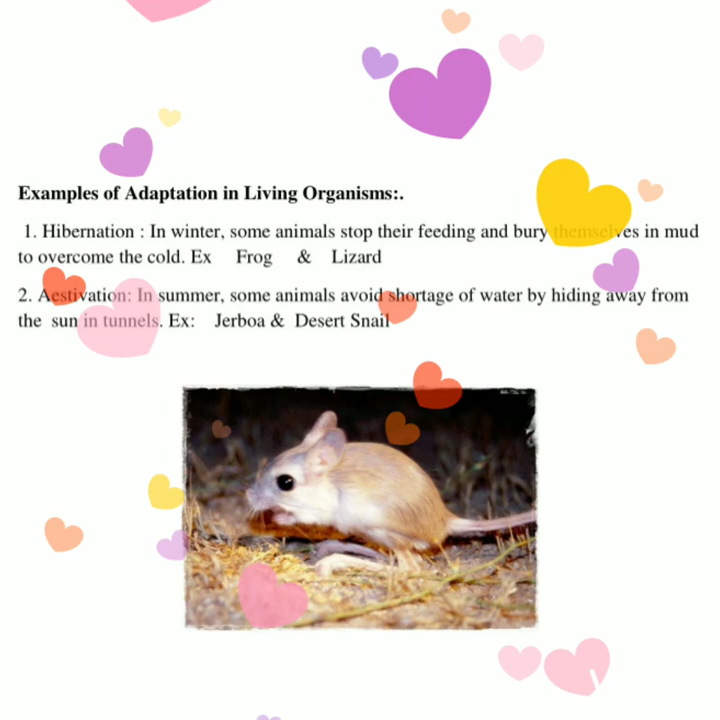 Examples of Adaptation in Living Organisms:.
1. Hibernation : In winter, some animals stop their feeding and bury themselves in mud
to overcome the cold. Ex Frog & Lizard
2. Aestivation: In summer, some animals avoid shortage of water by hiding away from
the sun in tunnels. Ex: Jerboa & Desert Snail